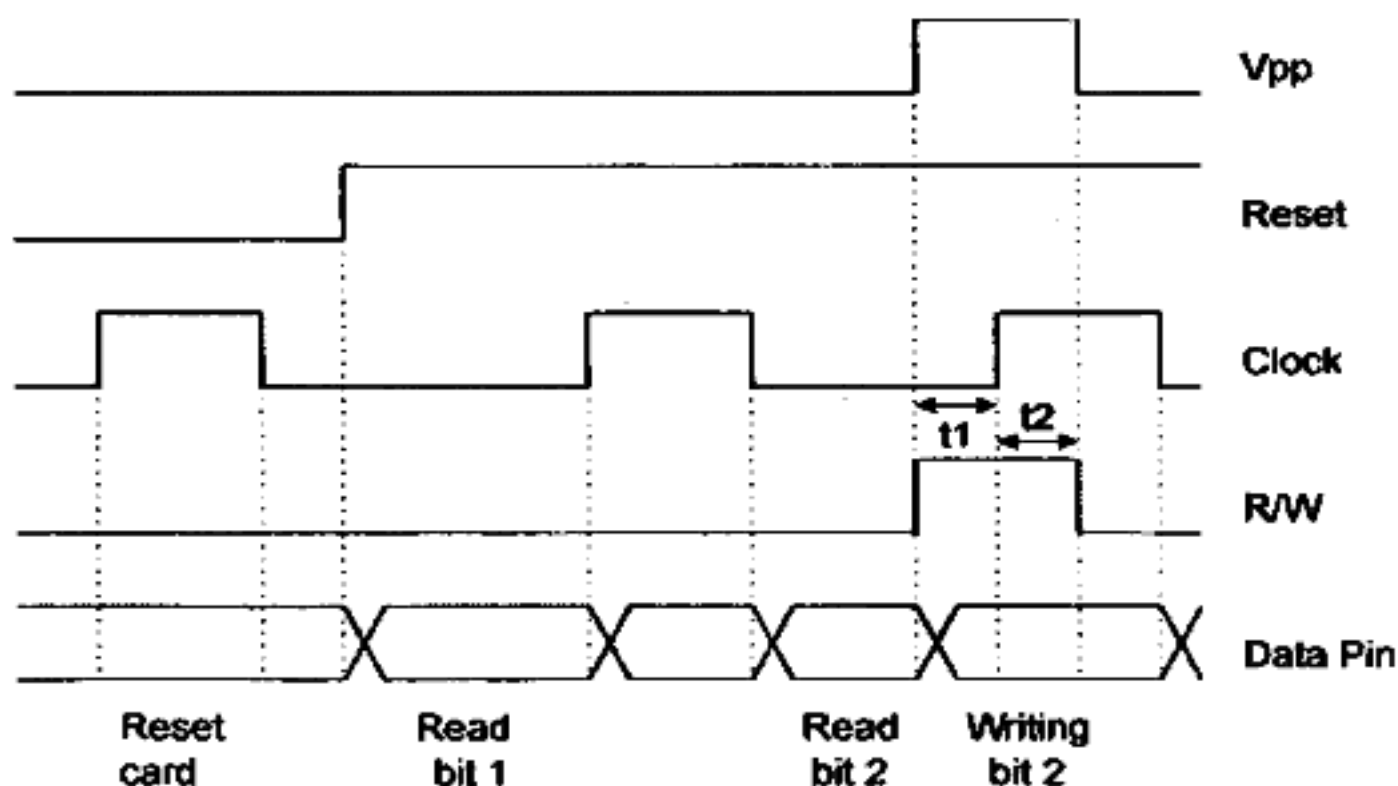 Vpp
Reset
Clock
t1
t2
R/W
Data Pin
Reset
card
Read
bit 1
Read
bit 2
Writing
bit 2